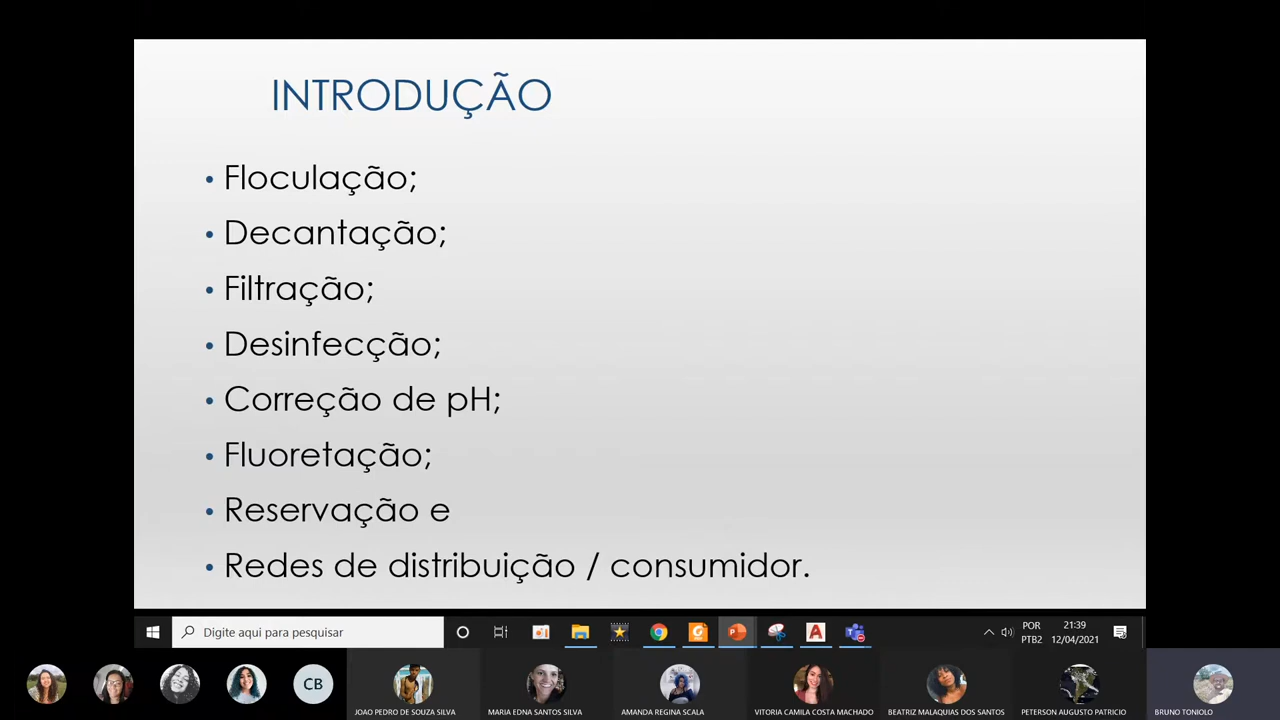 INTRODUÇÃO
• Floculação;
• Decantação;
• Filtração;
• Desinfecção;
• Correção de pH;
• Fluoretação;
• Reservação e
• Redes de distribuição / consumidor.
Digite aqui para pesquisar
POR
PTB2
21:39
12/04/2021
CB
JOAO PEDRO DE SOUZA SILVA
MARIA EDNA SANTOS SILVA
AMANDA REGINA SCALA
VITORIA CAMILA COSTA MACHADO
BEATRIZ MALAQUIAS DOS SANTOS
PETERSON AUGUSTO PATRICIO
BRUNO TONIOLO